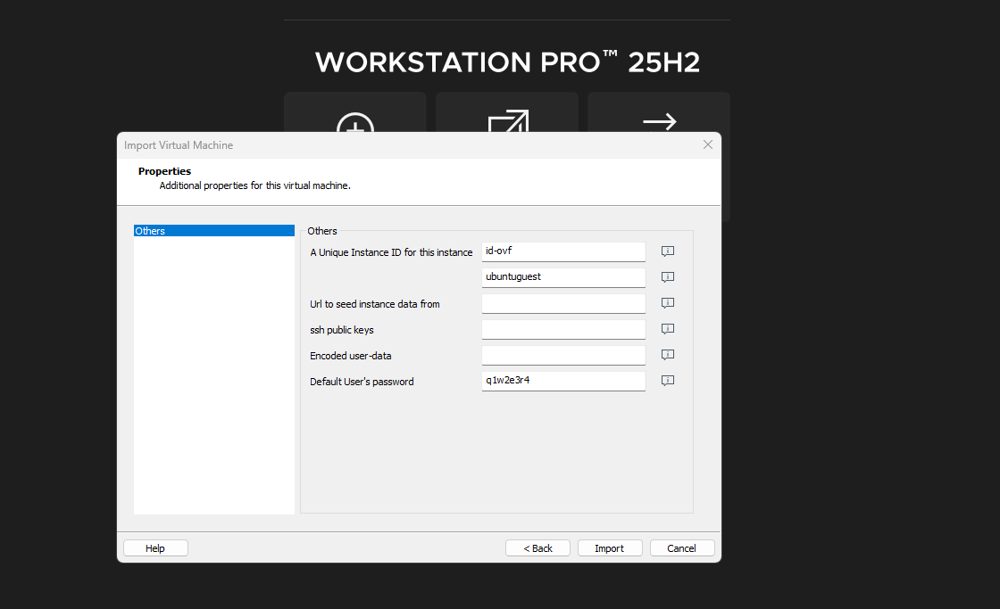 WORKSTATION PRO™ 25H2
Import Virtual Machine
Properties
Additional properties for this virtual machine.
Others
Others
A Unique Instance ID for this instance id-ovf
ubuntuguest
Url to seed instance data from
ssh public keys
Encoded user-data
Default User's password q1w2e3r4
Help
< Back
Import
Cancel